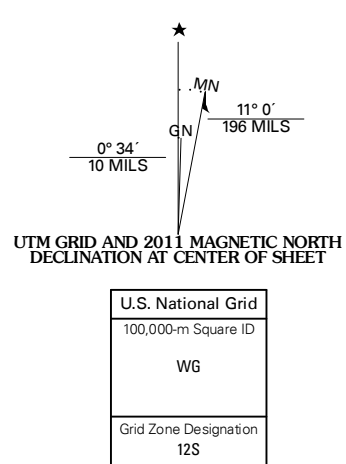 MN
11° 0´
196 MILS
GN
0° 34´
10 MILS
UTM GRID AND 2011 MAGNETIC NORTH
DECLINATION AT CENTER OF SHEET
U.S. National Grid
100,000-m Square ID
WG
Grid Zone Designation
12S